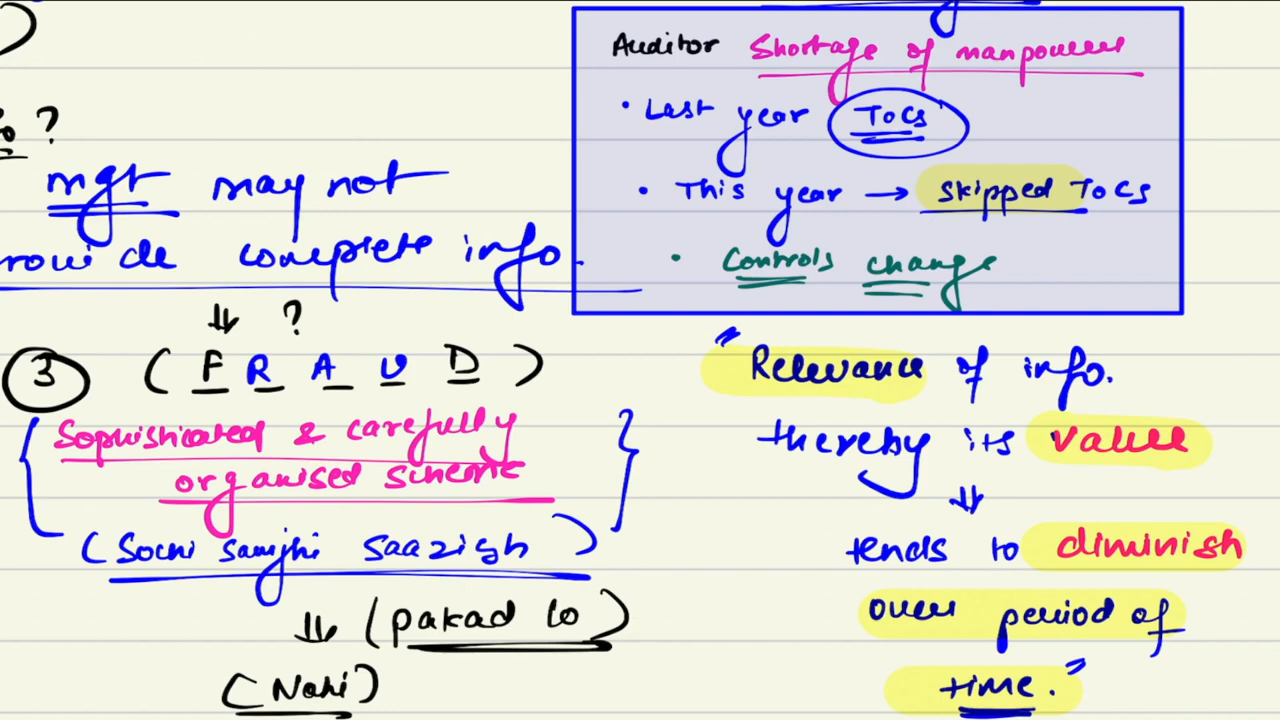 ? 
mgt may not
rovide complete info.
⇓ ?
3 (FRAUD)
{ Sophisticated & carefully
organised scheme }
(Sochi samjhi saazish)
⇓ (pakad lo)
(Nahi)
Auditor Shortage of manpower
• Last year ToCs
• This year → skipped ToCs
• Controls change
"Relevance of info.
thereby its value
⇓
tends to diminish
over period of
time."